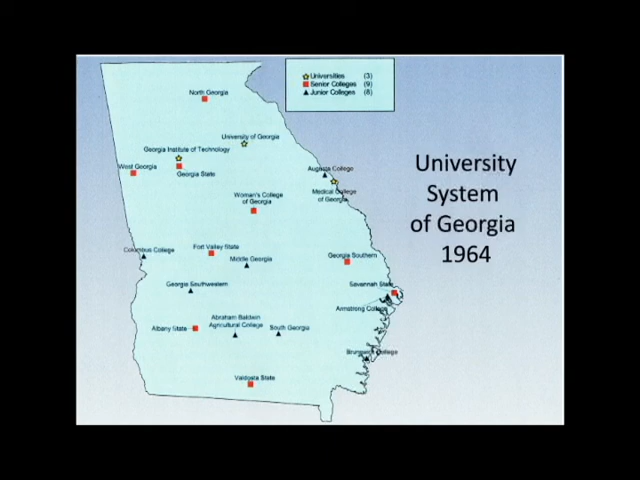 Universities (3)
Senior Colleges (9)
Junior Colleges (8)
North Georgia
University of Georgia
Georgia Institute of Technology
West Georgia
Georgia State
Augusta College
Medical College
of Georgia
Woman's College
of Georgia
University
System
of Georgia
1964
Columbus College
Fort Valley State
Middle Georgia
Georgia Southern
Georgia Southwestern
Savannah State
Armstrong College
Abraham Baldwin
Agricultural College
Albany State
South Georgia
Brunswick College
Valdosta State